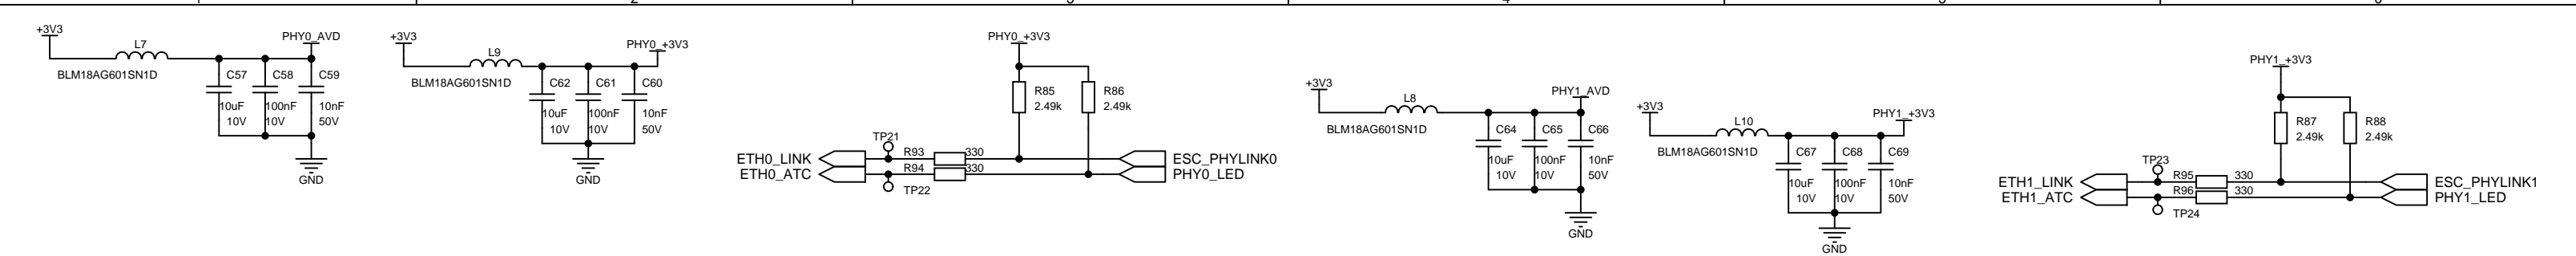 +3V3
L7
BLM18AG601SN1D
PHY0_AVD
C57
10uF
10V
C58
100nF
10V
C59
10nF
50V
GND
+3V3
L9
BLM18AG601SN1D
PHY0_+3V3
C62
10uF
10V
C61
100nF
10V
C60
10nF
50V
GND
PHY0_+3V3
R85
2.49k
R86
2.49k
TP21
ETH0_LINK
R93
330
ESC_PHYLINK0
ETH0_ATC
R94
330
PHY0_LED
TP22
+3V3
L8
BLM18AG601SN1D
PHY1_AVD
C64
10uF
10V
C65
100nF
10V
C66
10nF
50V
GND
+3V3
L10
BLM18AG601SN1D
PHY1_+3V3
C67
10uF
10V
C68
100nF
10V
C69
10nF
50V
GND
PHY1_+3V3
R87
2.49k
R88
2.49k
TP23
ETH1_LINK
R95
330
ESC_PHYLINK1
ETH1_ATC
R96
330
PHY1_LED
TP24